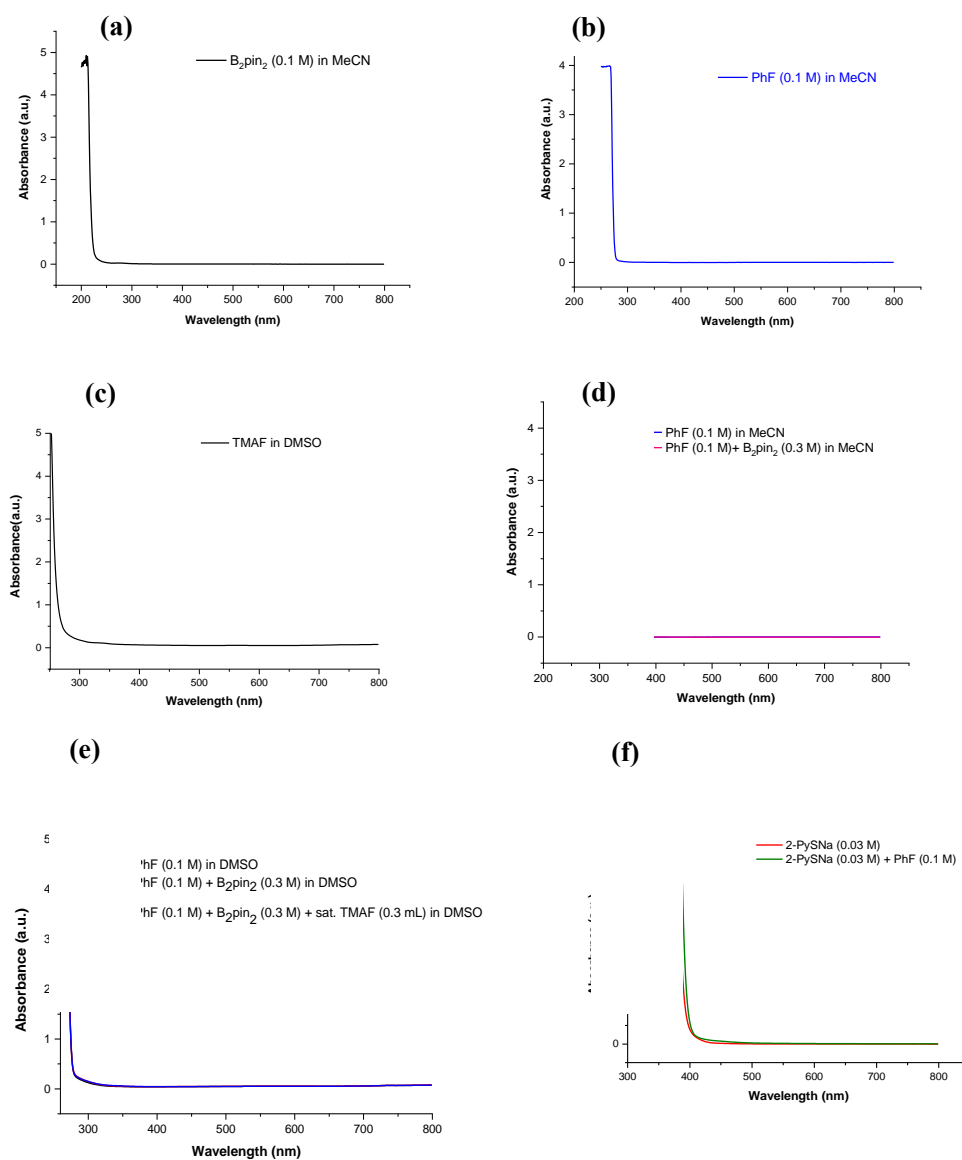 (a)
B2pin2 (0.1 M) in MeCN
5
4
3
2
1
0
200 300 400 500 600 700 800
Absorbance (a.u.)
Wavelength (nm)
(b)
PhF (0.1 M) in MeCN
4
3
2
1
0
200 300 400 500 600 700 800
Absorbance (a.u.)
Wavelength (nm)
(c)
TMAF in DMSO
5
4
3
2
1
0
300 400 500 600 700 800
Absorbance(a.u.)
Wavelength (nm)
(d)
PhF (0.1 M) in MeCN
PhF (0.1 M)+ B2pin2 (0.3 M) in MeCN
4
3
2
1
0
200 300 400 500 600 700 800
Absorbance (a.u.)
Wavelength (nm)
(e)
hF (0.1 M) in DMSO
hF (0.1 M) + B2pin2 (0.3 M) in DMSO
hF (0.1 M) + B2pin2 (0.3 M) + sat. TMAF (0.3 mL) in DMSO
5
4
3
2
1
0
300 400 500 600 700 800
Absorbance (a.u.)
Wavelength (nm)
(f)
2-PySNa (0.03 M)
2-PySNa (0.03 M) + PhF (0.1 M)
0
300 400 500 600 700 800
Wavelength (nm)